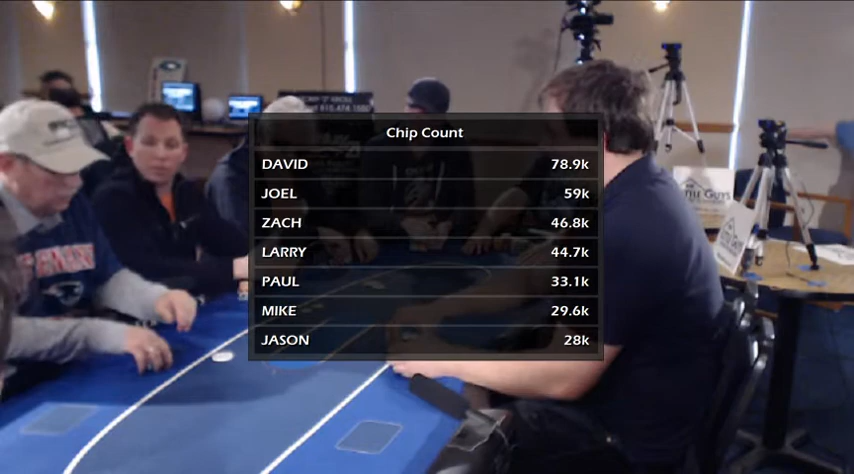 Chip Count
DAVID 78.9k
JOEL 59k
ZACH 46.8k
LARRY 44.7k
PAUL 33.1k
MIKE 29.6k
JASON 28k